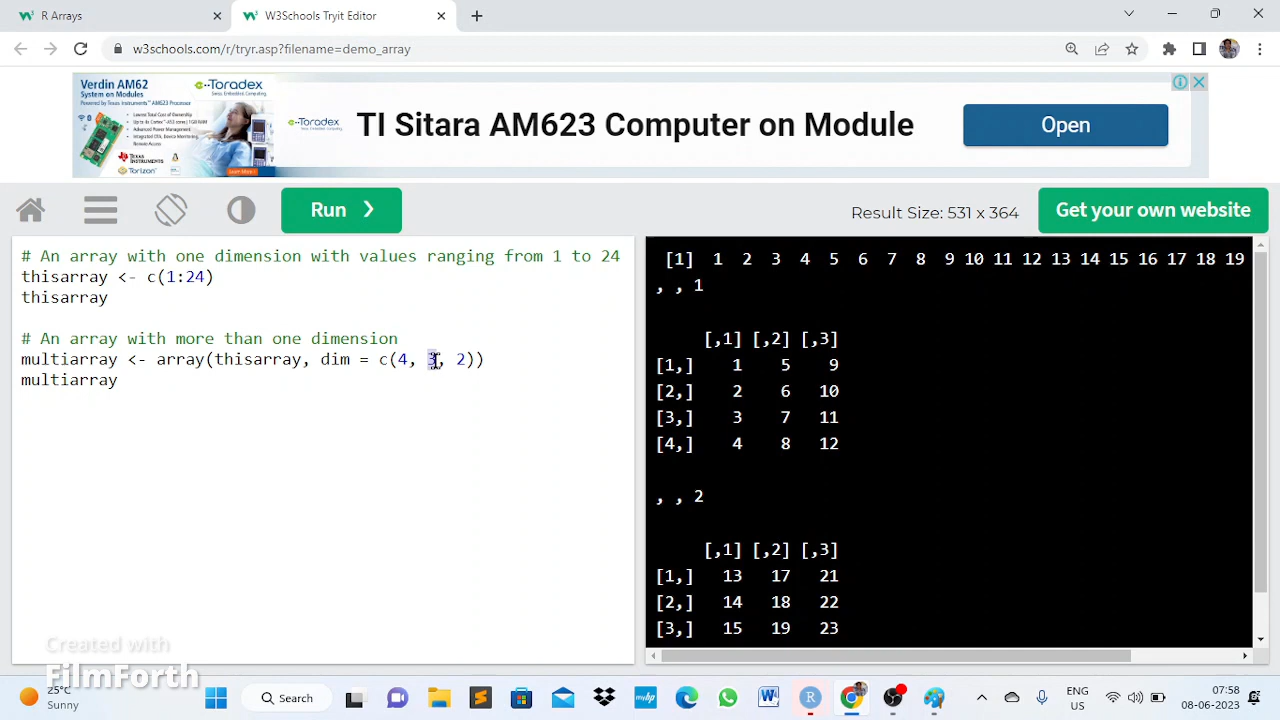 R Arrays
W3Schools Tryit Editor
w3schools.com/r/tryr.asp?filename=demo_array
Verdin AM62
System on Modules
Toradex
TI Sitara AM623 Computer on Module
Open
Run
Result Size: 531 x 364
Get your own website
# An array with one dimension with values ranging from 1 to 24
thisarray <- c(1:24)
thisarray
# An array with more than one dimension
multiarray <- array(thisarray, dim = c(4, 3, 2))
multiarray
[1] 1 2 3 4 5 6 7 8 9 10 11 12 13 14 15 16 17 18 19
, , 1
[,1] [,2] [,3]
[1,] 1 5 9
[2,] 2 6 10
[3,] 3 7 11
[4,] 4 8 12
, , 2
[,1] [,2] [,3]
[1,] 13 17 21
[2,] 14 18 22
[3,] 15 19 23
Created with
FilmForth
25°C
Sunny
Search
myhp
ENG
US
07:58
08-06-2023